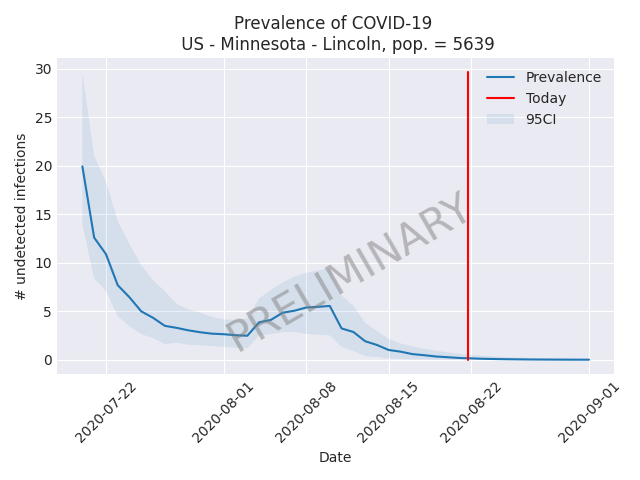 Prevalence of COVID-19
US - Minnesota - Lincoln, pop. = 5639
# undetected infections
30
25
20
15
10
5
0
Prevalence
Today
95CI
PRELIMINARY
2020-07-22
2020-08-01
2020-08-08
2020-08-15
2020-08-22
2020-09-01
Date